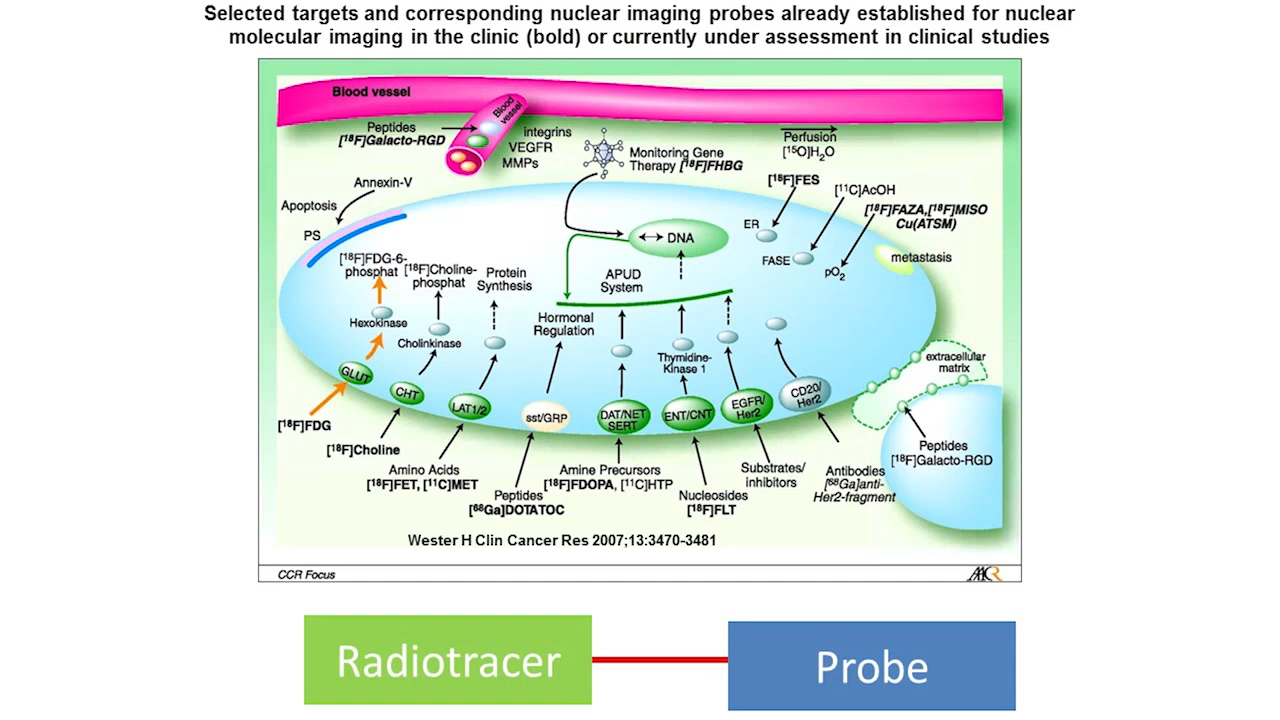 Selected targets and corresponding nuclear imaging probes already established for nuclear
molecular imaging in the clinic (bold) or currently under assessment in clinical studies
Blood vessel
Blood
vessel
Peptides
[¹⁸F]Galacto-RGD
integrins
VEGFR
MMPs
Monitoring Gene
Therapy [¹⁸F]FHBG
Perfusion
[¹⁵O]H₂O
Annexin-V
Apoptosis
PS
[¹⁸F]FES
[¹¹C]AcOH
[¹⁸F]FAZA,[¹⁸F]MISO
Cu(ATSM)
ER
FASE
pO₂
metastasis
DNA
APUD
System
[¹⁸F]FDG-6-
phosphat
[¹⁸F]Choline-
phosphat
Protein
Synthesis
Hormonal
Regulation
Hexokinase
Cholinkinase
Thymidine-
Kinase 1
GLUT
CHT
LAT1/2
sst/GRP
DAT/NET
SERT
ENT/CNT
EGFR/
Her2
CD20/
Her2
extracellular
matrix
[¹⁸F]FDG
[¹⁸F]Choline
Amino Acids
[¹⁸F]FET, [¹¹C]MET
Peptides
[⁶⁸Ga]DOTATOC
Amine Precursors
[¹⁸F]FDOPA, [¹¹C]HTP
Nucleosides
[¹⁸F]FLT
Substrates/
inhibitors
Antibodies
[⁶⁸Ga]anti-
Her2-fragment
Peptides
[¹⁸F]Galacto-RGD
Wester H Clin Cancer Res 2007;13:3470-3481
CCR Focus
AACR
Radiotracer
Probe